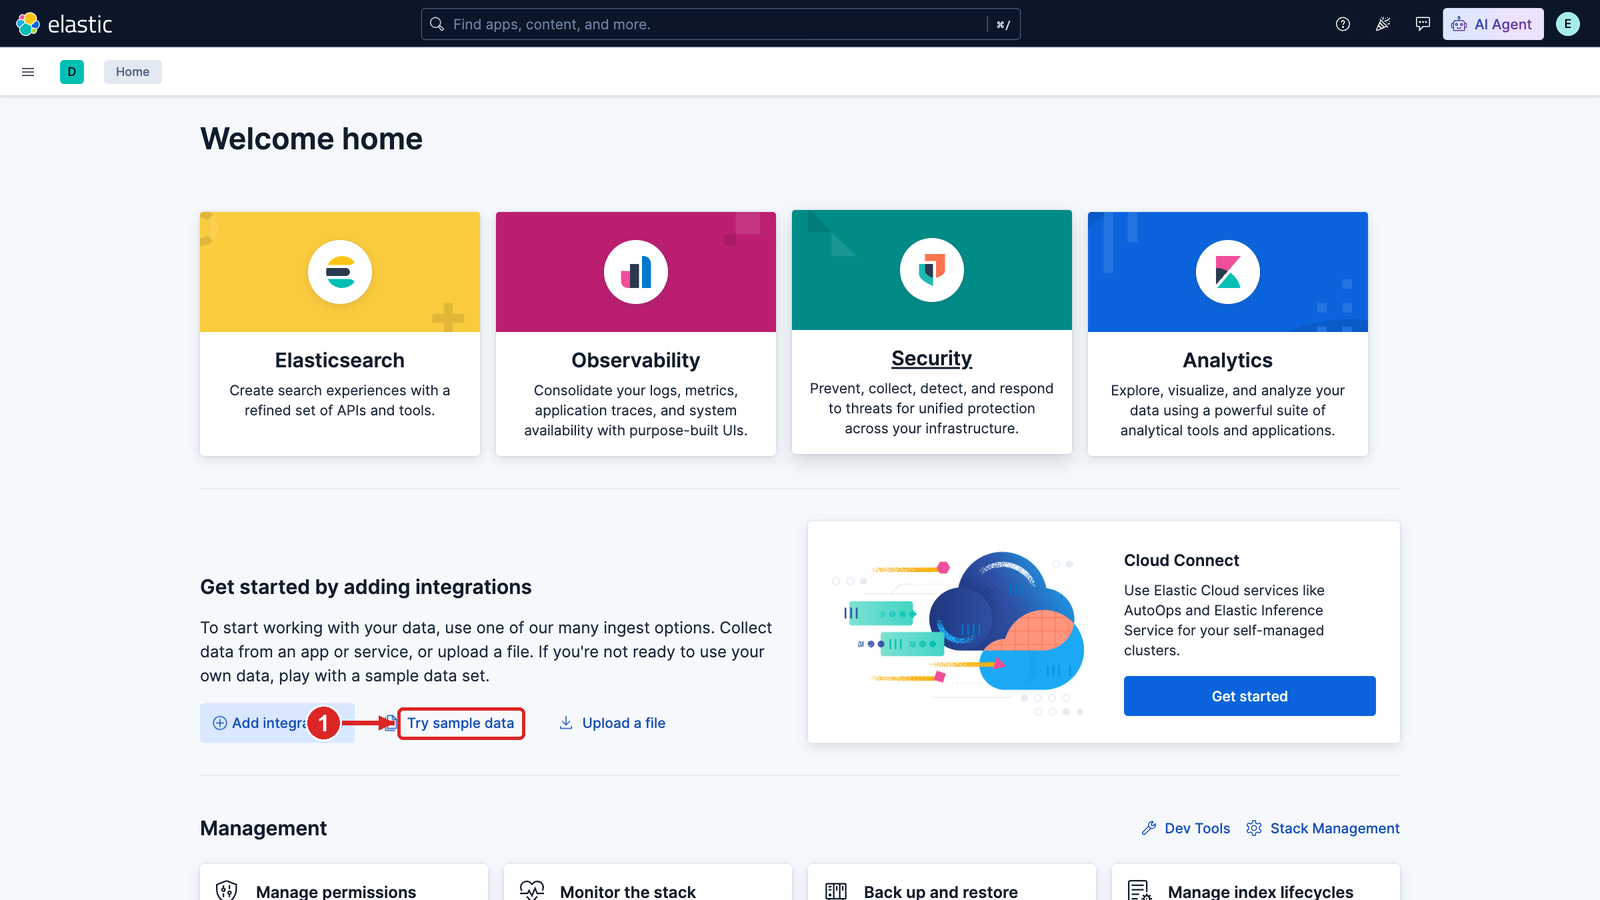 elastic
Find apps, content, and more.
⌘/
AI Agent
E
D
Home
Welcome home
Elasticsearch
Create search experiences with a
refined set of APIs and tools.
Observability
Consolidate your logs, metrics,
application traces, and system
availability with purpose-built UIs.
Security
Prevent, collect, detect, and respond
to threats for unified protection
across your infrastructure.
Analytics
Explore, visualize, and analyze your
data using a powerful suite of
analytical tools and applications.
Get started by adding integrations
To start working with your data, use one of our many ingest options. Collect
data from an app or service, or upload a file. If you're not ready to use your
own data, play with a sample data set.
Add integra
1
Try sample data
Upload a file
Cloud Connect
Use Elastic Cloud services like
AutoOps and Elastic Inference
Service for your self-managed
clusters.
Get started
Management
Dev Tools
Stack Management
Manage permissions
Monitor the stack
Back up and restore
Manage index lifecycles